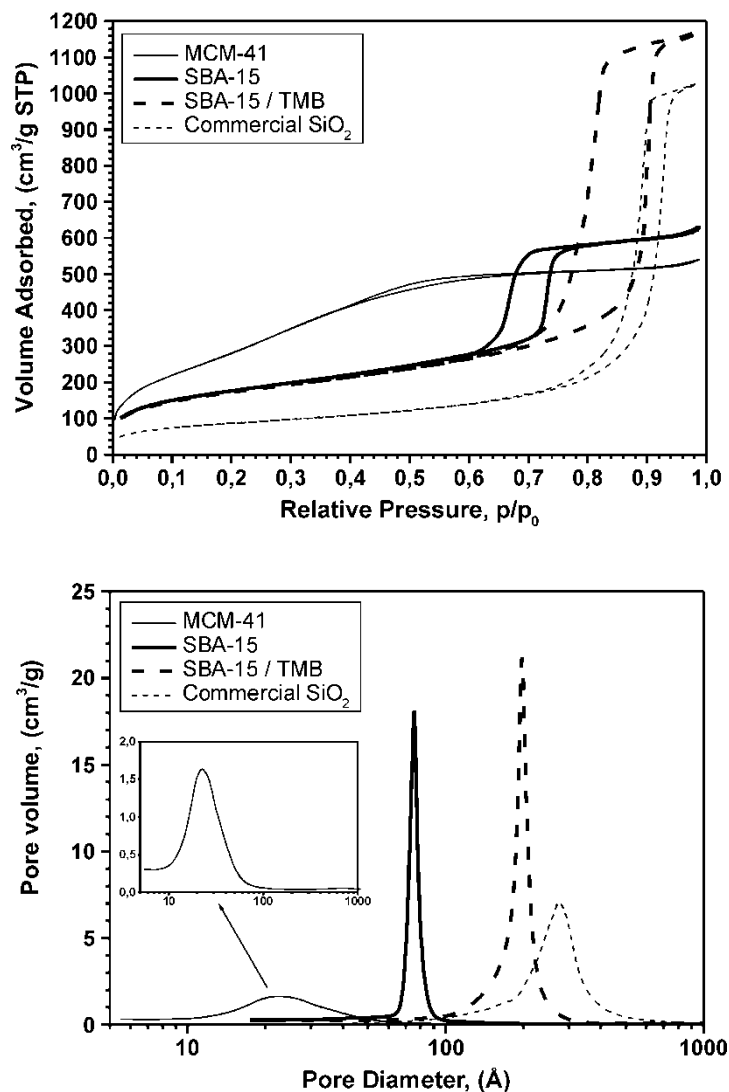 1200
1100
1000
900
800
700
600
500
400
300
200
100
0
Volume Adsorbed, (cm³/g STP)
MCM-41
SBA-15
SBA-15 / TMB
Commercial SiO₂
0,0 0,1 0,2 0,3 0,4 0,5 0,6 0,7 0,8 0,9 1,0
Relative Pressure, p/p₀
25
20
15
10
5
0
Pore volume, (cm³/g)
MCM-41
SBA-15
SBA-15 / TMB
Commercial SiO₂
2,0
1,5
1,0
0,5
0,0
10 100 1000
10 100 1000
Pore Diameter, (Å)